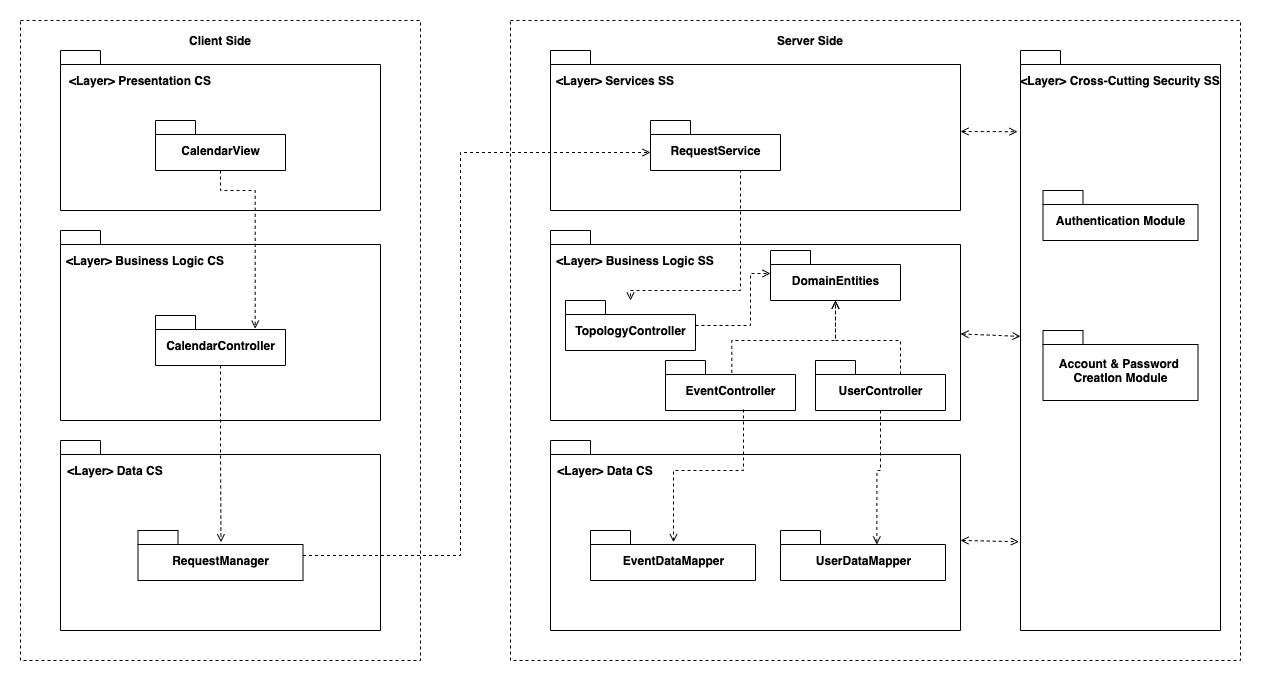 Client Side
<Layer> Presentation CS
CalendarView
<Layer> Business Logic CS
CalendarController
<Layer> Data CS
RequestManager
Server Side
<Layer> Services SS
RequestService
<Layer> Business Logic SS
DomainEntities
TopologyController
EventController
UserController
<Layer> Data CS
EventDataMapper
UserDataMapper
<Layer> Cross-Cutting Security SS
Authentication Module
Account & Password
Creation Module